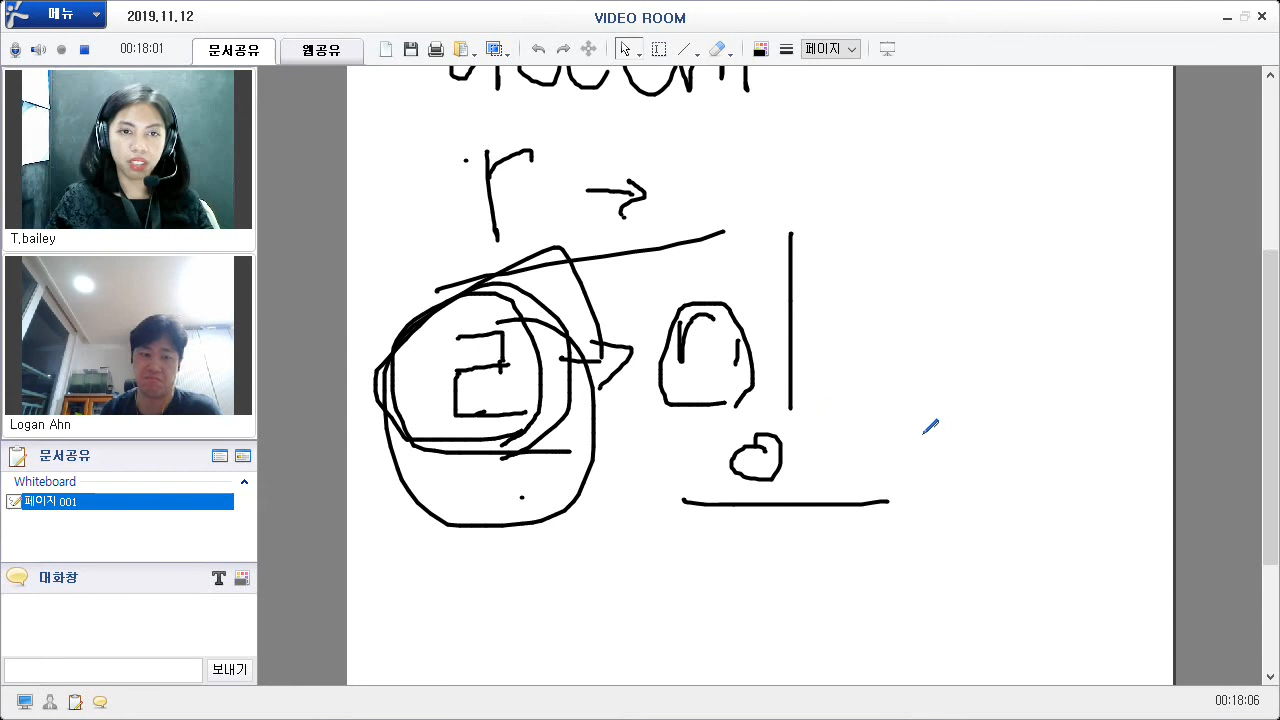 메뉴 2019.11.12 VIDEO ROOM
00:18:01 문서공유 웹공유 페이지
T.bailey
Logan Ahn
문서공유
Whiteboard
페이지 001
대화창
보내기
r →
ㄹ
00:18:06